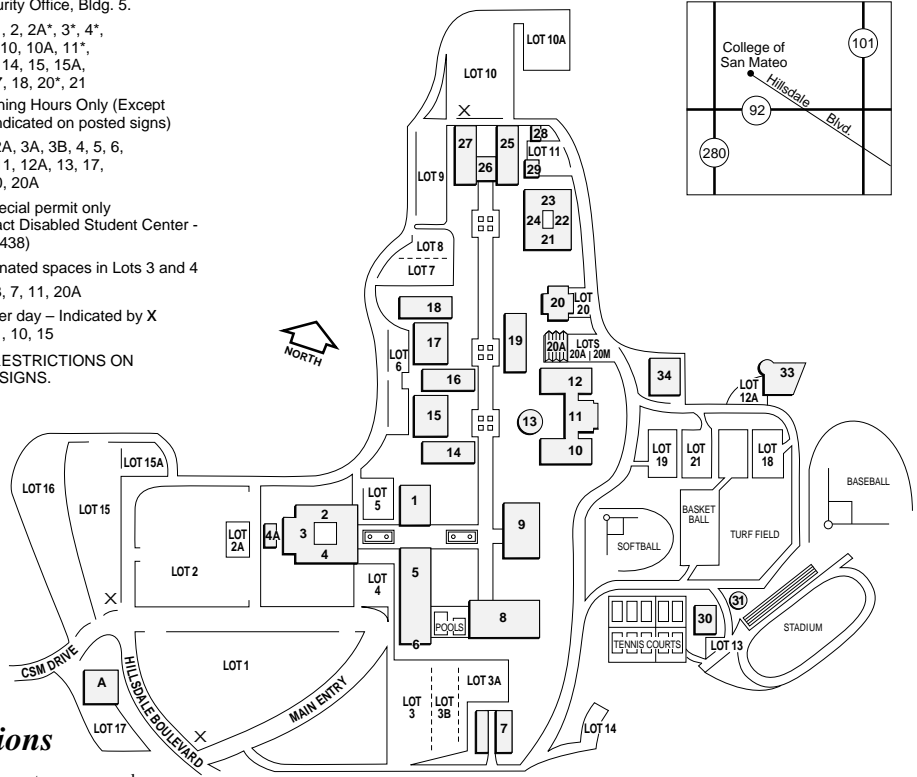 urity Office, Bldg. 5.
, 2, 2A*, 3*, 4*,
10, 10A, 11*,
14, 15, 15A,
7, 18, 20*, 21
ning Hours Only (Except
ndicated on posted signs)
2A, 3A, 3B, 4, 5, 6,
1, 12A, 13, 17,
0, 20A
ecial permit only
act Disabled Student Center -
438)
nated spaces in Lots 3 and 4
3, 7, 11, 20A
er day – Indicated by X
, 10, 15
ESTRICTIONS ON
SIGNS.
NORTH
College of
San Mateo
101
Hillsdale
Blvd.
92
280
LOT 10A
LOT 10
X
27
26
25
28
LOT 11
29
LOT 9
23
24
22
21
LOT 8
LOT 7
18
20
LOT
20
17
19
20A
LOTS
20A
20M
LOT
6
16
12
34
33
LOT
12A
15
13
11
14
10
LOT
19
LOT
21
LOT
18
LOT 16
LOT 15A
LOT 15
LOT
5
1
BASEBALL
2
3
4
4A
LOT
2A
LOT 2
9
BASKET
BALL
TURF FIELD
SOFTBALL
5
LOT
4
X
8
POOLS
6
31
30
TENNIS COURTS
LOT 13
STADIUM
CSM DRIVE
A
LOT 17
HILLSDALE BOULEVARD
LOT 1
X
MAIN ENTRY
LOT
3
LOT
3B
LOT 3A
7
LOT 14
ions